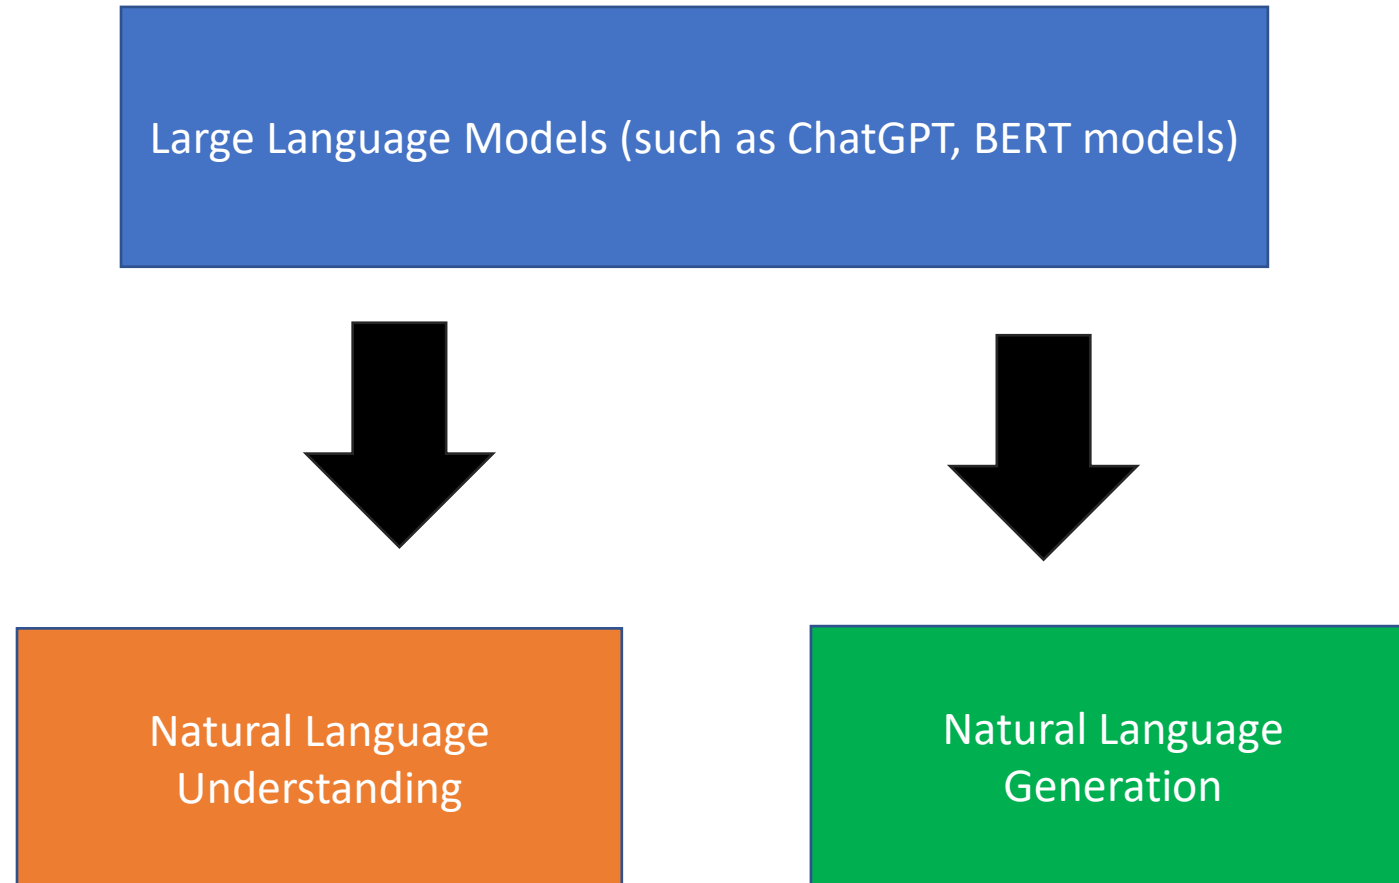 Large Language Models (such as ChatGPT, BERT models)
Natural Language
Understanding
Natural Language
Generation